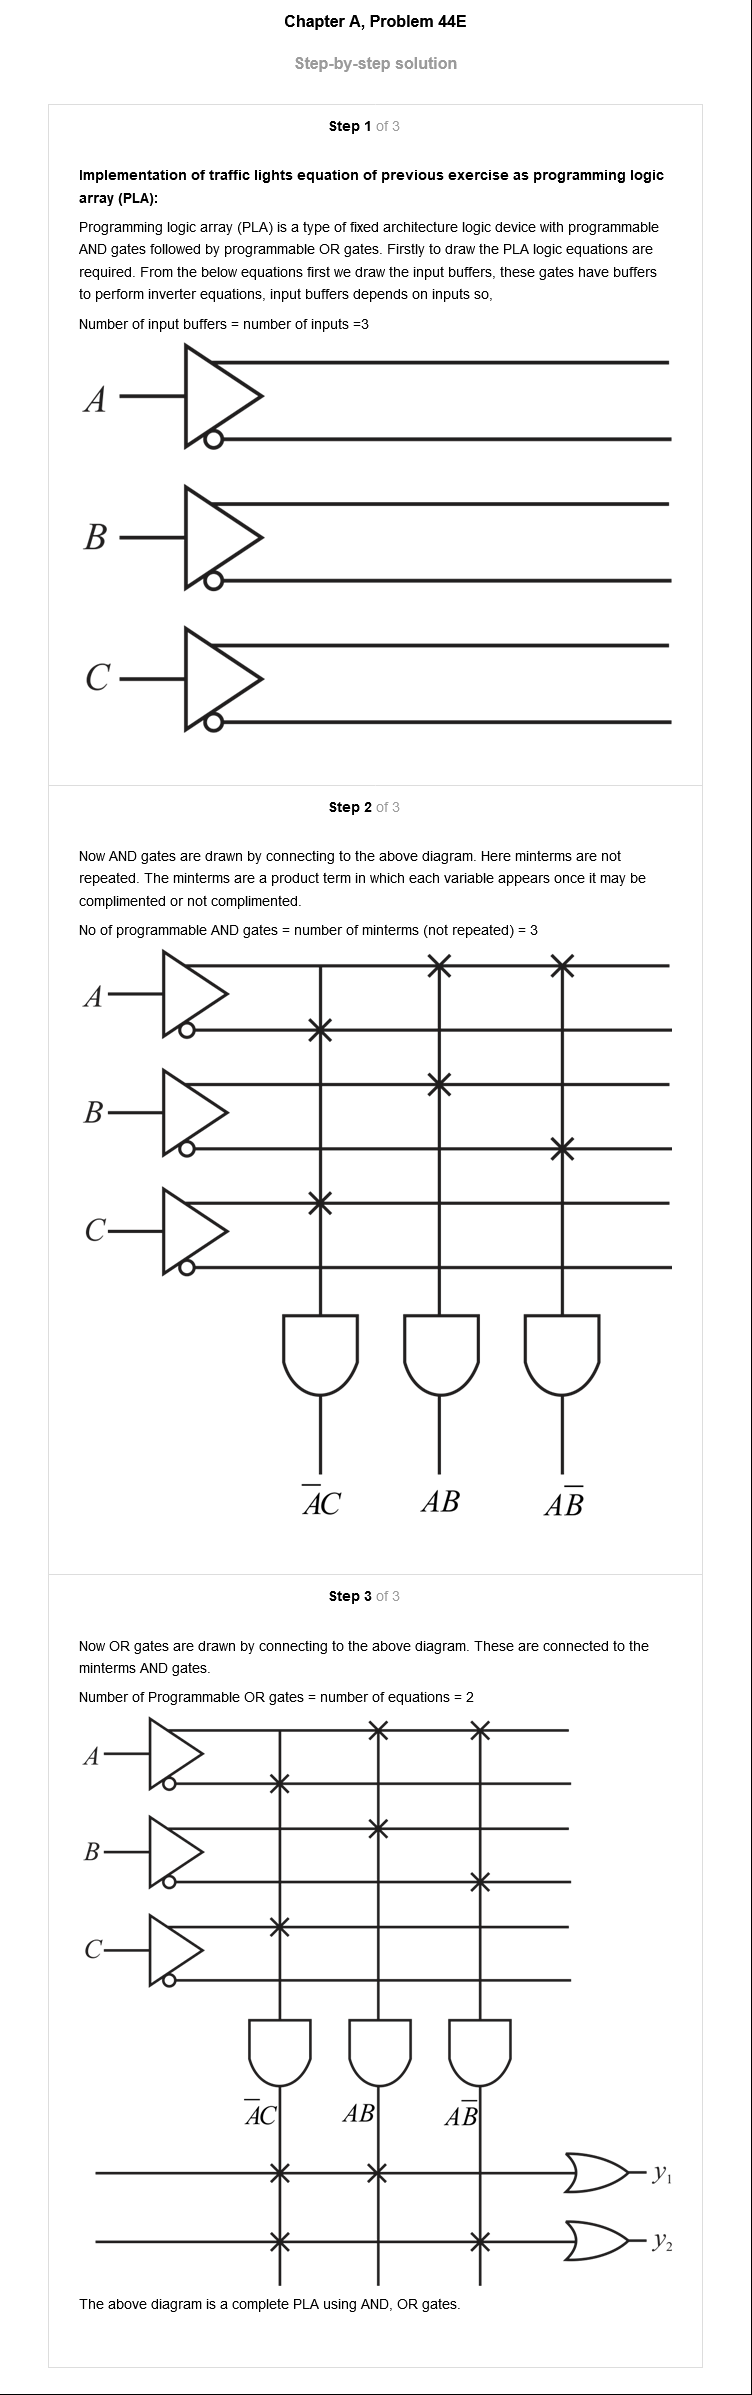 Chapter A, Problem 44E
Step-by-step solution
Step 1 of 3
Implementation of traffic lights equation of previous exercise as programming logic
array (PLA):
Programming logic array (PLA) is a type of fixed architecture logic device with programmable
AND gates followed by programmable OR gates. Firstly to draw the PLA logic equations are
required. From the below equations first we draw the input buffers, these gates have buffers
to perform inverter equations, input buffers depends on inputs so,
Number of input buffers = number of inputs =3
A
B
C
Step 2 of 3
Now AND gates are drawn by connecting to the above diagram. Here minterms are not
repeated. The minterms are a product term in which each variable appears once it may be
complimented or not complimented.
No of programmable AND gates = number of minterms (not repeated) = 3
A
B
C
A̅C AB AB̅
Step 3 of 3
Now OR gates are drawn by connecting to the above diagram. These are connected to the
minterms AND gates.
Number of Programmable OR gates = number of equations = 2
A
B
C
A̅C AB AB̅
y₁
y₂
The above diagram is a complete PLA using AND, OR gates.